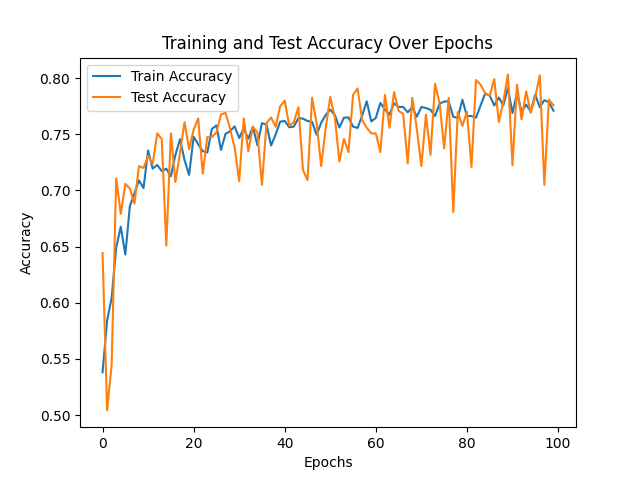 Training and Test Accuracy Over Epochs
Train Accuracy
Test Accuracy
0.80
0.75
0.70
0.65
0.60
0.55
0.50
Accuracy
0 20 40 60 80 100
Epochs